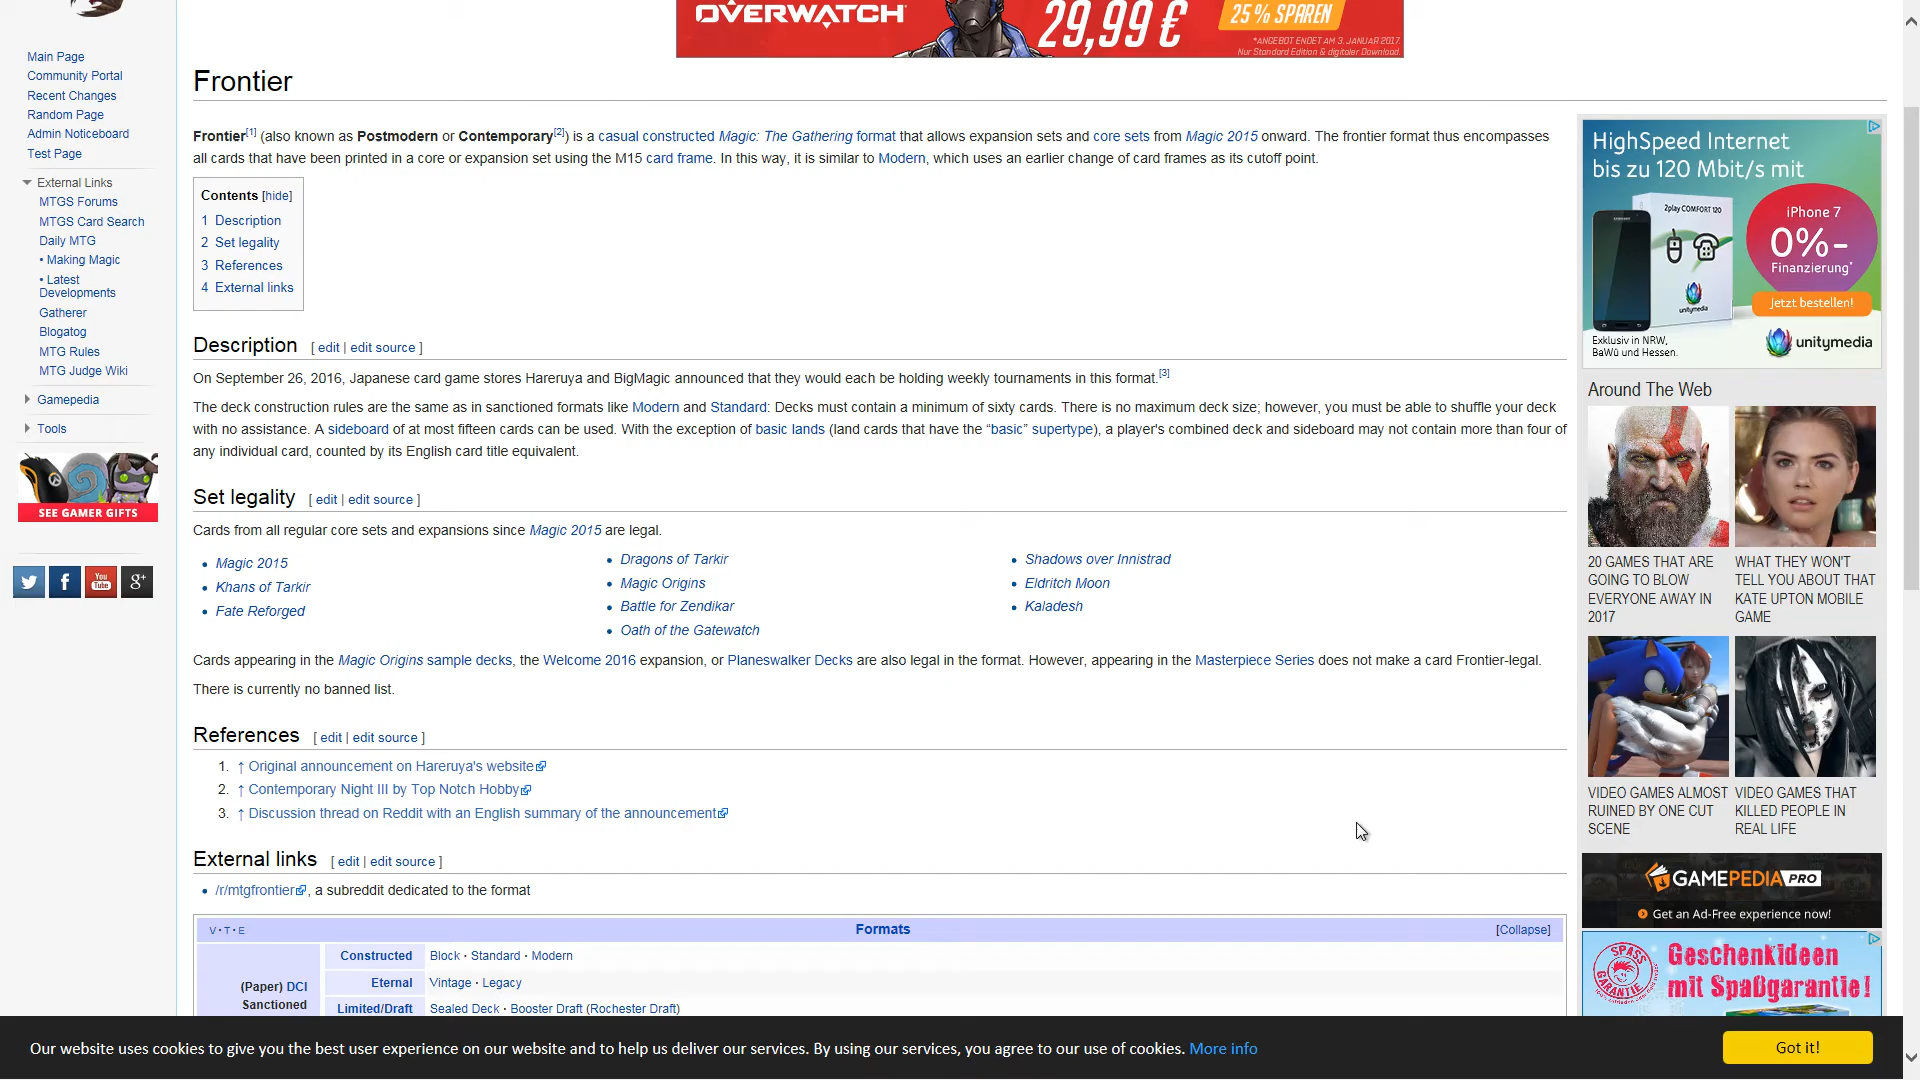 OVERWATCH
29,99 €
25% SPAREN
*ANGEBOT ENDET AM 3. JANUAR 2017.
Nur Standard Edition & digitaler Download.
Main Page
Community Portal
Recent Changes
Random Page
Admin Noticeboard
Test Page
External Links
MTGS Forums
MTGS Card Search
Daily MTG
• Making Magic
• Latest
Developments
Gatherer
Blogatog
MTG Rules
MTG Judge Wiki
Gamepedia
Tools
SEE GAMER GIFTS
You
Tube
g+
Frontier
Frontier[1] (also known as Postmodern or Contemporary[2]) is a casual constructed Magic: The Gathering format that allows expansion sets and core sets from Magic 2015 onward. The frontier format thus encompasses
all cards that have been printed in a core or expansion set using the M15 card frame. In this way, it is similar to Modern, which uses an earlier change of card frames as its cutoff point.
Contents [hide]
1 Description
2 Set legality
3 References
4 External links
Description [ edit | edit source ]
On September 26, 2016, Japanese card game stores Hareruya and BigMagic announced that they would each be holding weekly tournaments in this format.[3]
The deck construction rules are the same as in sanctioned formats like Modern and Standard: Decks must contain a minimum of sixty cards. There is no maximum deck size; however, you must be able to shuffle your deck
with no assistance. A sideboard of at most fifteen cards can be used. With the exception of basic lands (land cards that have the “basic” supertype), a player's combined deck and sideboard may not contain more than four of
any individual card, counted by its English card title equivalent.
Set legality [ edit | edit source ]
Cards from all regular core sets and expansions since Magic 2015 are legal.
• Magic 2015
• Khans of Tarkir
• Fate Reforged
• Dragons of Tarkir
• Magic Origins
• Battle for Zendikar
• Oath of the Gatewatch
• Shadows over Innistrad
• Eldritch Moon
• Kaladesh
Cards appearing in the Magic Origins sample decks, the Welcome 2016 expansion, or Planeswalker Decks are also legal in the format. However, appearing in the Masterpiece Series does not make a card Frontier-legal.
There is currently no banned list.
References [ edit | edit source ]
1. ↑ Original announcement on Hareruya's website
2. ↑ Contemporary Night III by Top Notch Hobby
3. ↑ Discussion thread on Reddit with an English summary of the announcement
External links [ edit | edit source ]
• /r/mtgfrontier, a subreddit dedicated to the format
V · T · E
Formats
[Collapse]
(Paper) DCI
Sanctioned
Constructed
Block · Standard · Modern
Eternal
Vintage · Legacy
Limited/Draft
Sealed Deck · Booster Draft (Rochester Draft)
HighSpeed Internet
bis zu 120 Mbit/s mit
2play COMFORT 120
iPhone 7
0%-
Finanzierung*
Jetzt bestellen!
unitymedia
Exklusiv in NRW,
BaWü und Hessen.
unitymedia
Around The Web
20 GAMES THAT ARE
GOING TO BLOW
EVERYONE AWAY IN
2017
WHAT THEY WON'T
TELL YOU ABOUT THAT
KATE UPTON MOBILE
GAME
VIDEO GAMES ALMOST
RUINED BY ONE CUT
SCENE
VIDEO GAMES THAT
KILLED PEOPLE IN
REAL LIFE
GAMEPEDIA PRO
Get an Ad-Free experience now!
SPASS
GARANTIE
Geschenkideen
mit Spaßgarantie!
Our website uses cookies to give you the best user experience on our website and to help us deliver our services. By using our services, you agree to our use of cookies. More info
Got it!